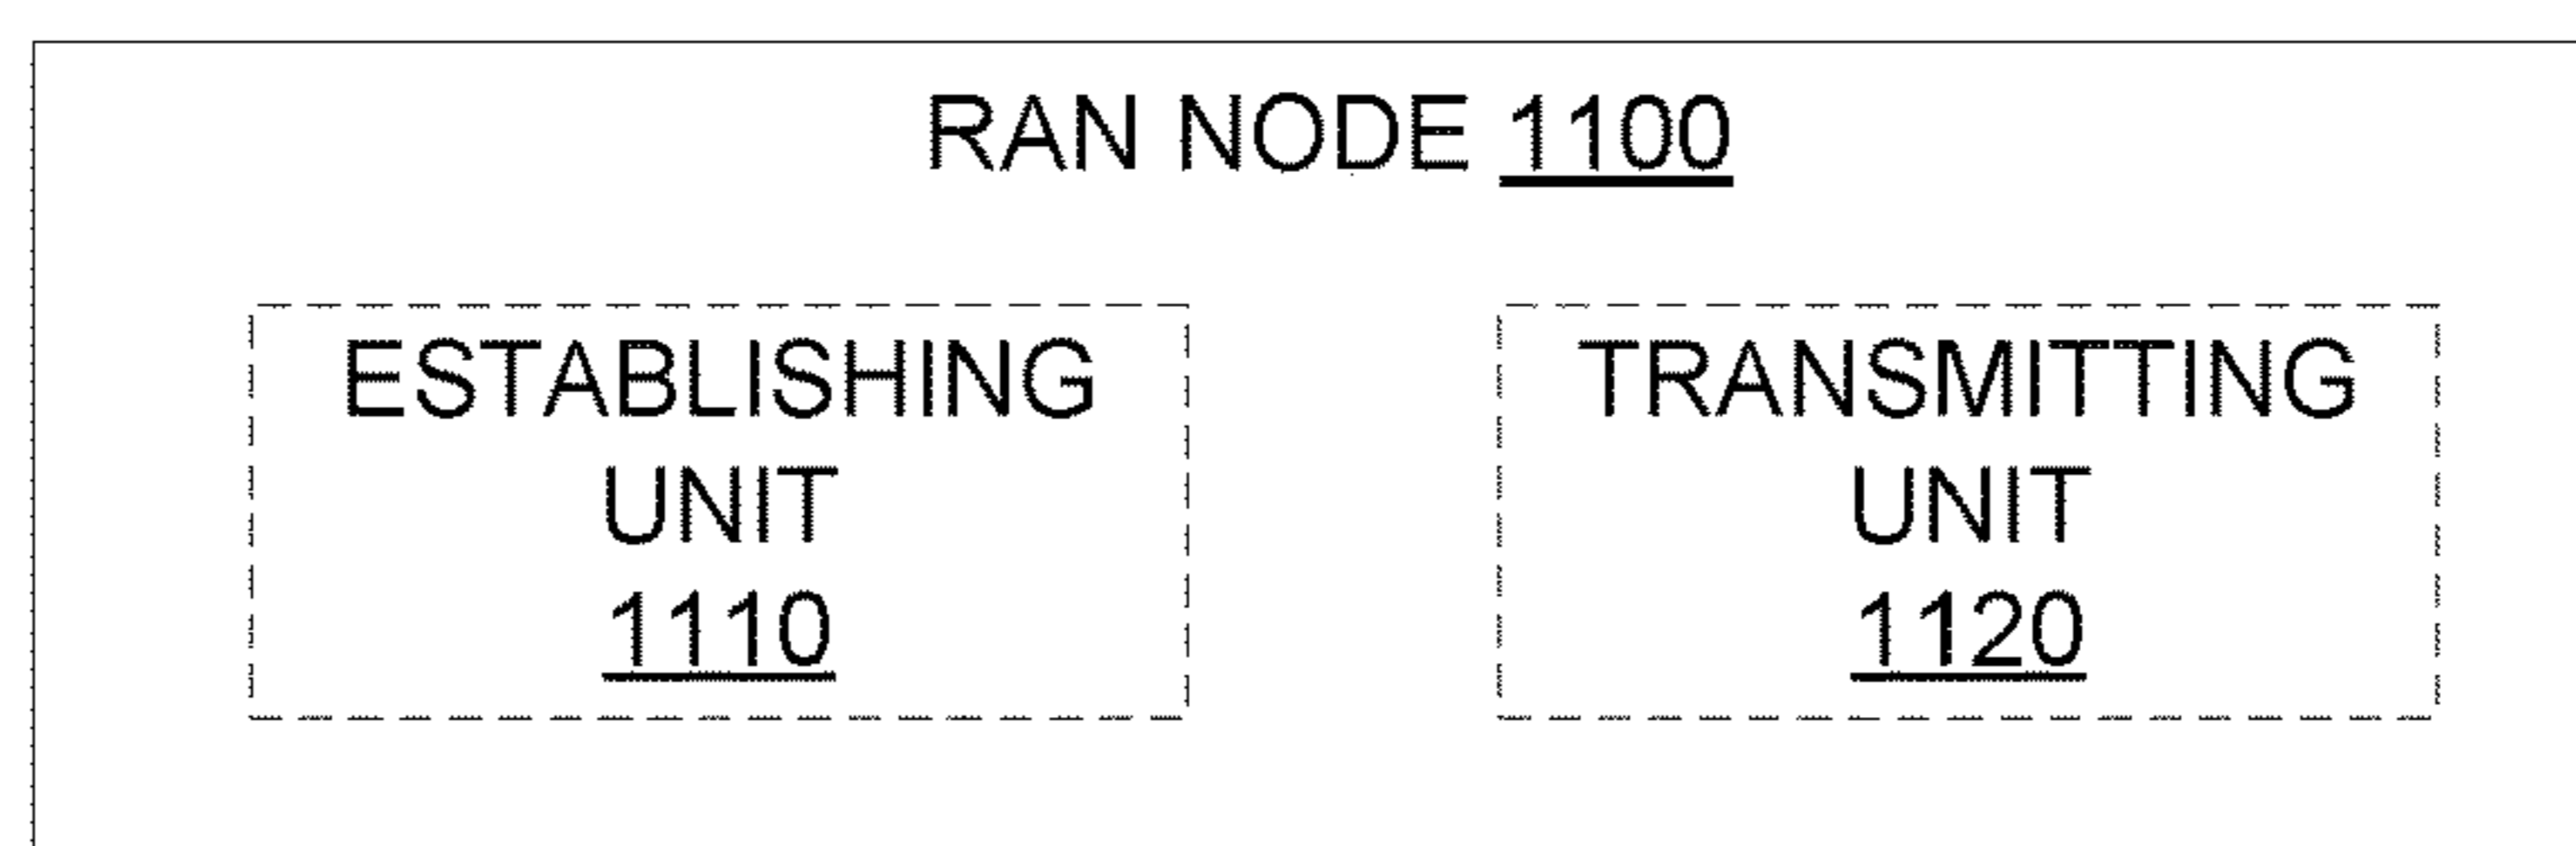 RAN NODE 1100
ESTABLISHING
UNIT
1110
TRANSMITTING
UNIT
1120